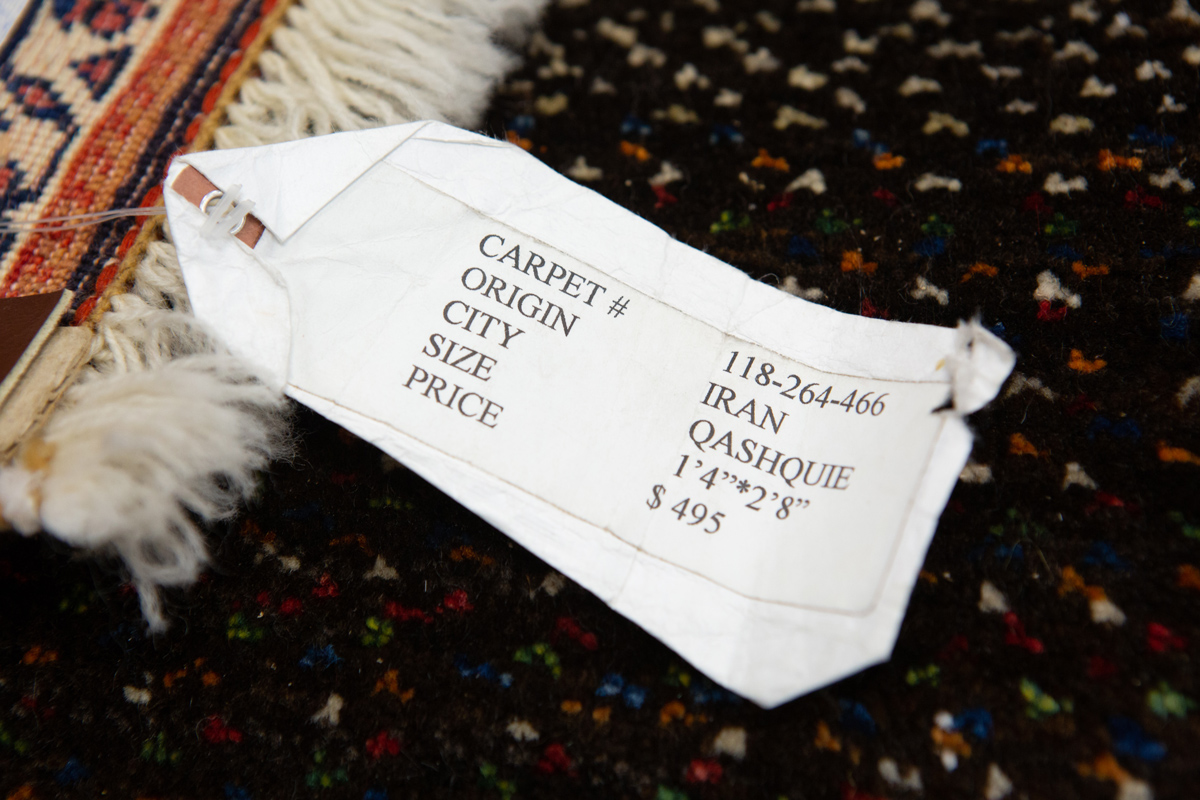 CARPET # 118-264-466
ORIGIN IRAN
CITY QASHQUIE
SIZE 1’4”*2’8”
PRICE $ 495